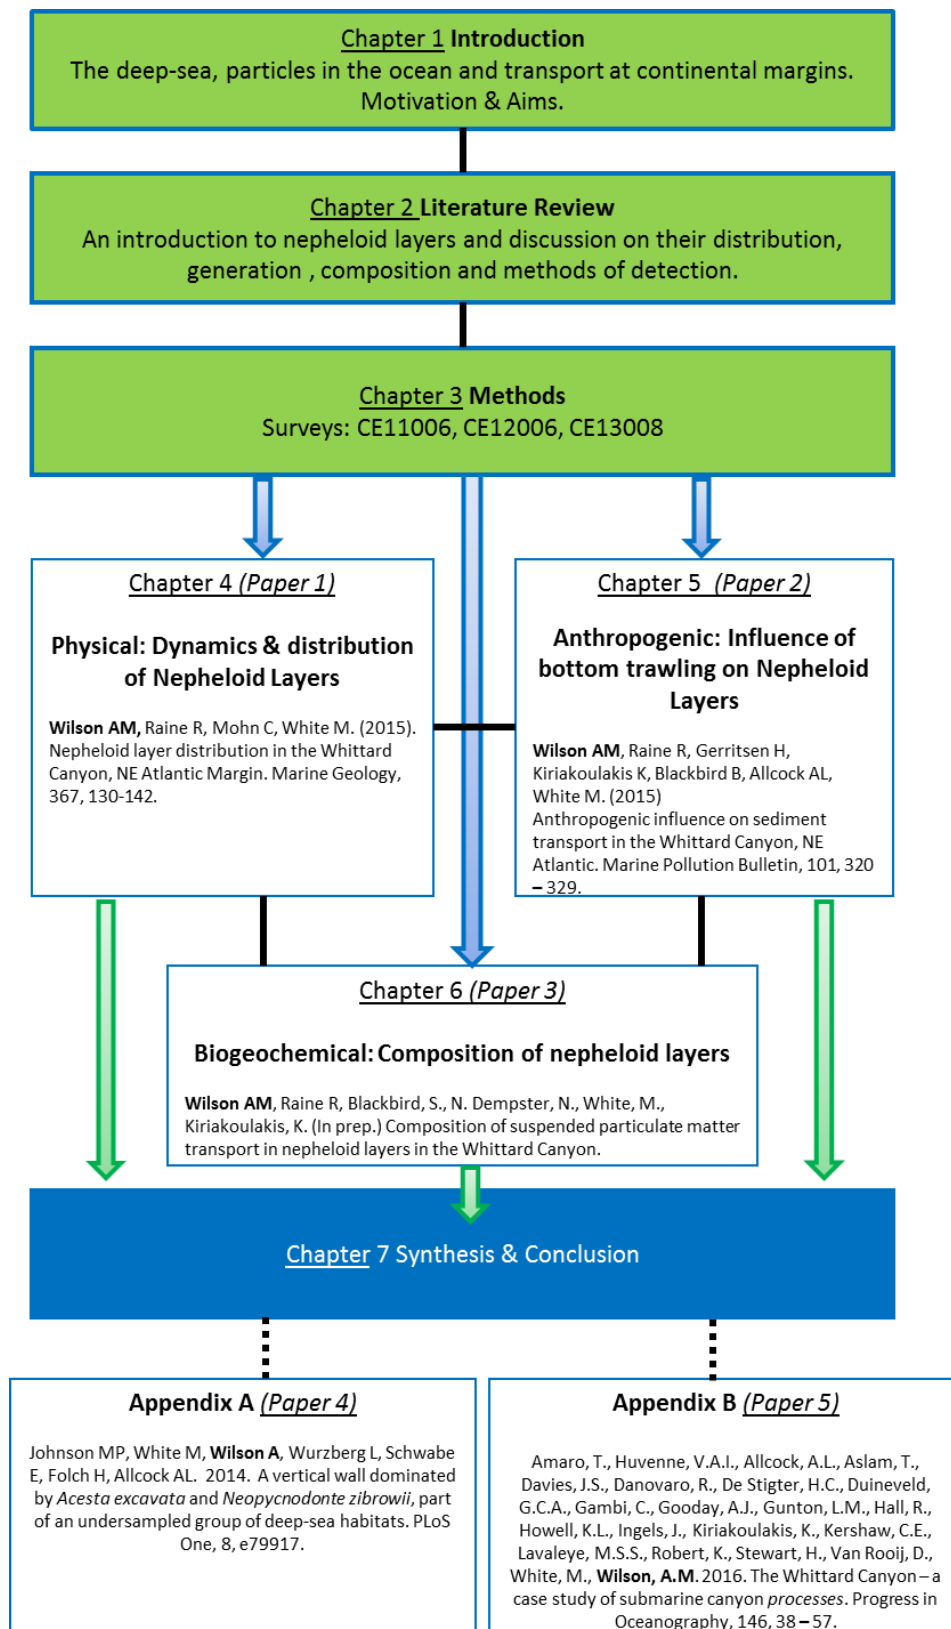 Chapter 1 Introduction
The deep-sea, particles in the ocean and transport at continental margins.
Motivation & Aims.
Chapter 2 Literature Review
An introduction to nepheloid layers and discussion on their distribution,
generation , composition and methods of detection.
Chapter 3 Methods
Surveys: CE11006, CE12006, CE13008
Chapter 4 (Paper 1)
Physical: Dynamics & distribution
of Nepheloid Layers
Wilson AM, Raine R, Mohn C, White M. (2015).
Nepheloid layer distribution in the Whittard
Canyon, NE Atlantic Margin. Marine Geology,
367, 130-142.
Chapter 5 (Paper 2)
Anthropogenic: Influence of
bottom trawling on Nepheloid
Layers
Wilson AM, Raine R, Gerritsen H,
Kiriakoulakis K, Blackbird B, Allcock AL,
White M. (2015)
Anthropogenic influence on sediment
transport in the Whittard Canyon, NE
Atlantic. Marine Pollution Bulletin, 101, 320
– 329.
Chapter 6 (Paper 3)
Biogeochemical: Composition of nepheloid layers
Wilson AM, Raine R, Blackbird, S., N. Dempster, N., White, M.,
Kiriakoulakis, K. (In prep.) Composition of suspended particulate matter
transport in nepheloid layers in the Whittard Canyon.
Chapter 7 Synthesis & Conclusion
Appendix A (Paper 4)
Johnson MP, White M, Wilson A, Wurzberg L, Schwabe
E, Folch H, Allcock AL. 2014. A vertical wall dominated
by Acesta excavata and Neopycnodonte zibrowii, part
of an undersampled group of deep-sea habitats. PLoS
One, 8, e79917.
Appendix B (Paper 5)
Amaro, T., Huvenne, V.A.I., Allcock, A.L., Aslam, T.,
Davies, J.S., Danovaro, R., De Stigter, H.C., Duineveld,
G.C.A., Gambi, C., Gooday, A.J., Gunton, L.M., Hall, R.,
Howell, K.L., Ingels, J., Kiriakoulakis, K., Kershaw, C.E.,
Lavaleye, M.S.S., Robert, K., Stewart, H., Van Rooij, D.,
White, M., Wilson, A.M. 2016. The Whittard Canyon – a
case study of submarine canyon processes. Progress in
Oceanography, 146, 38 – 57.